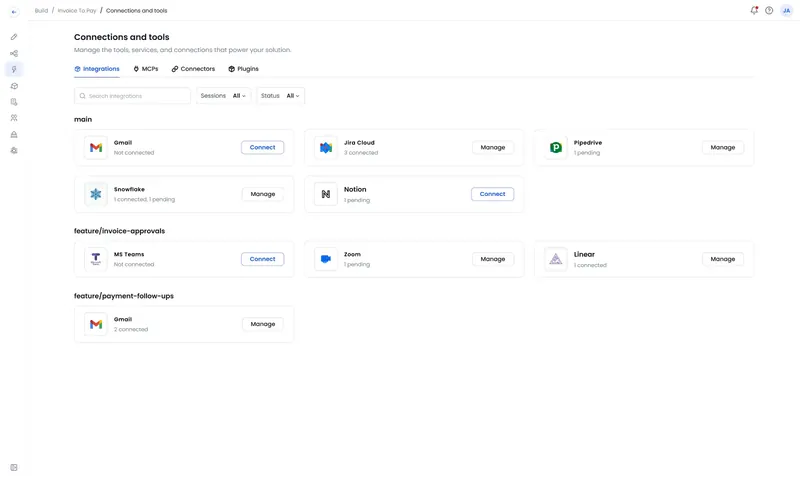 Build / Invoice To Pay / Connections and tools
JA
Connections and tools
Manage the tools, services, and connections that power your solution.
Integrations MCPs Connectors Plugins
Search integrations Sessions All Status All
main
Gmail
Not connected
Connect
Jira Cloud
3 connected
Manage
Pipedrive
1 pending
Manage
Snowflake
1 connected, 1 pending
Manage
Notion
1 pending
Connect
feature/invoice-approvals
MS Teams
Not connected
Connect
Zoom
1 pending
Manage
Linear
1 connected
Manage
feature/payment-follow-ups
Gmail
2 connected
Manage